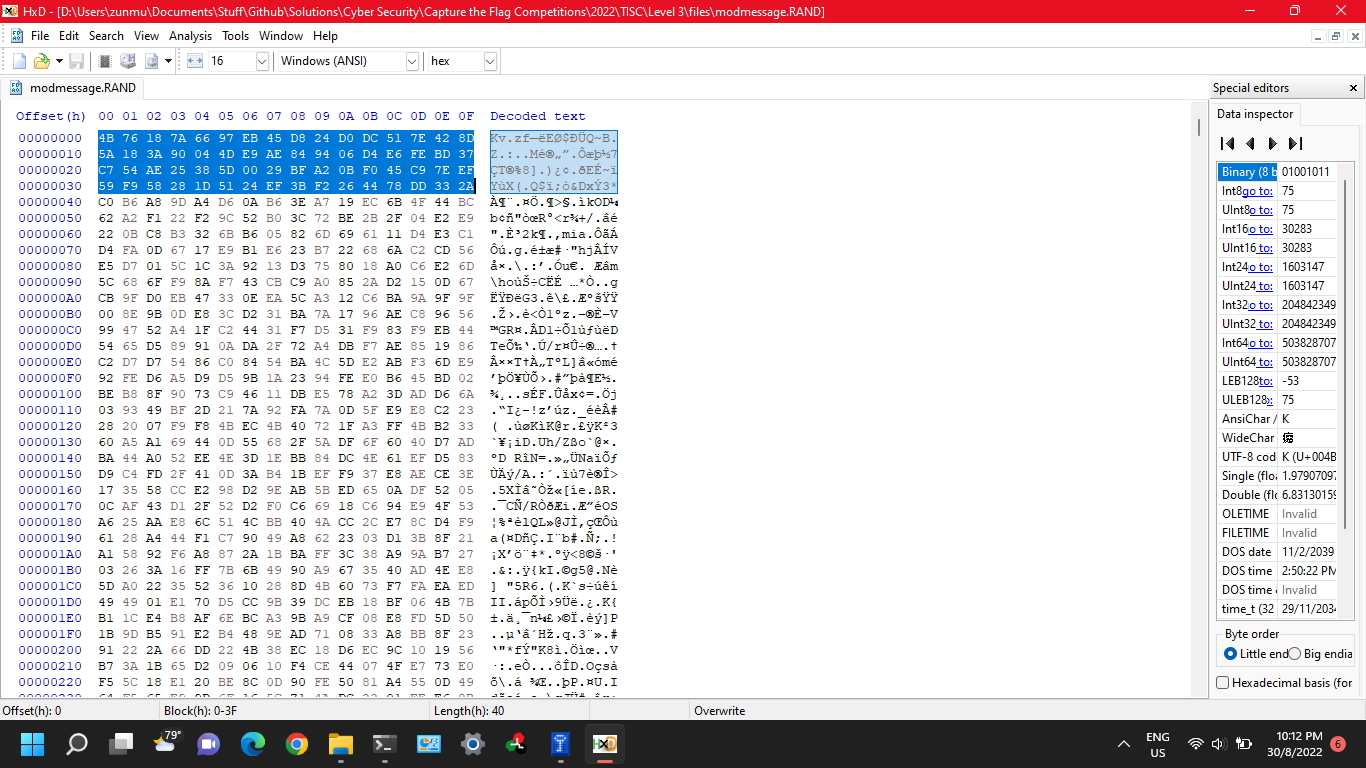 HxD - [D:\Users\zunmu\Documents\Stuff\Github\Solutions\Cyber Security\Capture the Flag Competitions\2022\TISC\Level 3\files\modmessage.RAND]
File Edit Search View Analysis Tools Window Help
16 Windows (ANSI) hex
modmessage.RAND
Special editors
Data inspector
Offset(h) 00 01 02 03 04 05 06 07 08 09 0A 0B 0C 0D 0E 0F Decoded text
00000000 4B 76 18 7A 66 97 EB 45 D8 24 D0 DC 51 7E 42 8D Kv.zf—ëEØ$ÐÜQ~B.
00000010 5A 18 3A 90 04 4D E9 AE 84 94 06 D4 E6 FE BD 37 Z.:..Mé®„”.Ôæþ½7
00000020 C7 54 AE 25 38 5D 00 29 BF A2 0B F0 45 C9 7E EF ÇT®%8].)¿¢.ðEÉ~ï
00000030 59 F9 58 28 1D 51 24 EF 3B F2 26 44 78 DD 33 2A YùX(.Q$ï;ò&DxÝ3*
00000040 C0 B6 A8 9D A4 D6 0A B6 3E A7 19 EC 6B 4F 44 BC
00000050 62 A2 F1 22 F2 9C 52 B0 3C 72 BE 2B 2F 04 E2 E9 b¢ñ"òœR°<r¾+/.âé
00000060 22 0B C8 B3 32 6B B6 05 82 6D 69 61 11 D4 E3 C1 ".È³2k¶.‚mia.ÔãÁ
00000070 D4 FA 0D 67 17 E9 B1 E6 23 B7 22 68 6A C2 CD 56 Ôú.g.é±æ#·"hjÂÍV
00000080 E5 D7 01 5C 1C 3A 92 13 D3 75 80 18 A0 C6 E2 6D å×.\.:’.Óu€. Æâm
00000090 5C 68 6F F9 8A F7 43 CB C9 A0 85 2A D2 15 0D 67 \hoùŠ÷CËÉ …*Ò..g
000000A0 CB 9F D0 EB 47 33 0E EA 5C A3 12 C6 BA 9A 9F 9F ËŸÐëG3.ê\£.ÆºšŸŸ
000000B0 00 8E 9B 0D E8 3C D2 31 BA 7A 17 96 AE C8 96 56 .Ž›.è<Ò1ºz.–®È–V
000000C0 99 47 52 A4 1F C2 44 31 F7 D5 31 F9 83 F9 EB 44 ™GR¤.ÂD1÷Õ1ùƒùëD
000000D0 54 65 D5 89 91 0A DA 2F 72 A4 DB F7 AE 85 19 86 TeÕ‰‘.Ú/r¤Û÷®….†
000000E0 C2 D7 D7 54 86 C0 84 54 BA 4C 5D E2 AB F3 6D E9 Â××T†À„TºL]â«ómé
000000F0 92 FE D6 A5 D9 D5 9B 1A 23 94 FE E0 B6 45 BD 02 ’þÖ¥ÙÕ›.#”þà¶E½.
00000100 BE B8 8F 90 73 C9 46 11 DB E5 78 A2 3D AD D6 6A
00000110 03 93 49 BF 2D 21 7A 92 FA 7A 0D 5F E9 E8 C2 23 .“I¿-!z’úz._éèÂ#
00000120 28 20 07 F9 F8 4B EC 4B 40 72 1F A3 FF 4B B2 33 ( .ùøKìK@r.£ÿK²3
00000130 60 A5 A1 69 44 0D 55 68 2F 5A DF 6F 60 40 D7 AD
00000140 BA 44 A0 52 EE 4E 3D 1E BB 84 DC 4E 61 EF D5 83 ºD RîN=.»„ÜNaïÕƒ
00000150 D9 C4 FD 2F 41 0D 3A B4 1B EF F9 37 E8 AE CE 3E ÙÄý/A.:´.ïù7è®Î>
00000160 17 35 58 CC E2 98 D2 9E AB 5B ED 65 0A DF 52 05 .5XÌâ˜Òž«[íe.ßR.
00000170 0C AF 43 D1 2F 52 D2 F0 C6 69 18 C6 94 E9 4F 53 .¯CÑ/RÒðÆi.Æ”éOS
00000180 A6 25 AA E8 6C 51 4C BB 40 4A CC 2C E7 8C D4 F9 ¦%ªèlQL»@JÌ,çŒÔù
00000190 61 28 A4 44 F1 C7 90 49 A8 62 23 03 D1 3B 8F 21 a(¤DñÇ.I¨b#.Ñ;.!
000001A0 A1 58 92 F6 A8 87 2A 1B BA FF 3C 38 A9 9A B7 27 ¡X’ö¨‡*.ºÿ<8©š·'
000001B0 03 26 3A 16 FF 7B 6B 49 90 A9 67 35 40 AD 4E E8
000001C0 5D A0 22 35 52 36 10 28 8D 4B 60 73 F7 FA EA ED ] "5R6.(.K`s÷úêí
000001D0 49 49 01 E1 70 D5 CC 9B 39 DC EB 18 BF 06 4B 7B II.ápÕÌ›9Üë.¿.K{
000001E0 B1 1C E4 B8 AF 6E BC A3 9B A9 CF 08 E8 FD 5D 50 ±.ä¸¯n¼£›©Ï.èý]P
000001F0 1B 9D B5 91 E2 B4 48 9E AD 71 08 33 A8 BB 8F 23
00000200 91 22 2A 66 DD 22 4B 38 EC 18 D6 EC 9C 10 19 56 ‘"*fÝ"K8ì.Öìœ..V
00000210 B7 3A 1B 65 D2 09 06 10 F4 CE 44 07 4F E7 73 E0 ·:.eÒ...ôÎD.Oçsà
00000220 F5 5C 18 E1 20 BE 8C 0D 90 FE 50 81 A4 55 0D 49 õ\.á ¾Œ..þP.¤U.I
Binary (8 b 01001011
Int8 go to: 75
UInt8 go to: 75
Int16 go to: 30283
UInt16 to: 30283
Int24 go to: 1603147
UInt24 to: 1603147
Int32 go to: 204842349
UInt32 to: 204842349
Int64 go to: 503828707
UInt64 to: 503828707
LEB128 to: -53
ULEB128 75
AnsiChar / K
WideChar
UTF-8 cod K (U+004B
Single (floa 1.97907097
Double (flo 6.83130159
OLETIME Invalid
FILETIME Invalid
DOS date 11/2/2039
DOS time 2:50:22 PM
DOS time Invalid
time_t (32 29/11/2034
Byte order
Little end Big endia
Hexadecimal basis (for
Offset(h): 0 Block(h): 0-3F Length(h): 40 Overwrite
79°
ENG
US
10:12 PM
30/8/2022
6